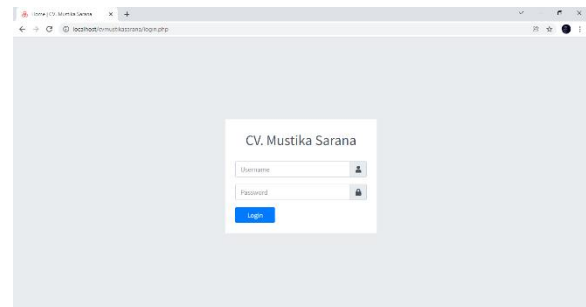 Home | CV. Mustika Sarana
localhost/cvmustikasarana/login.php
CV. Mustika Sarana
Username
Password
Login